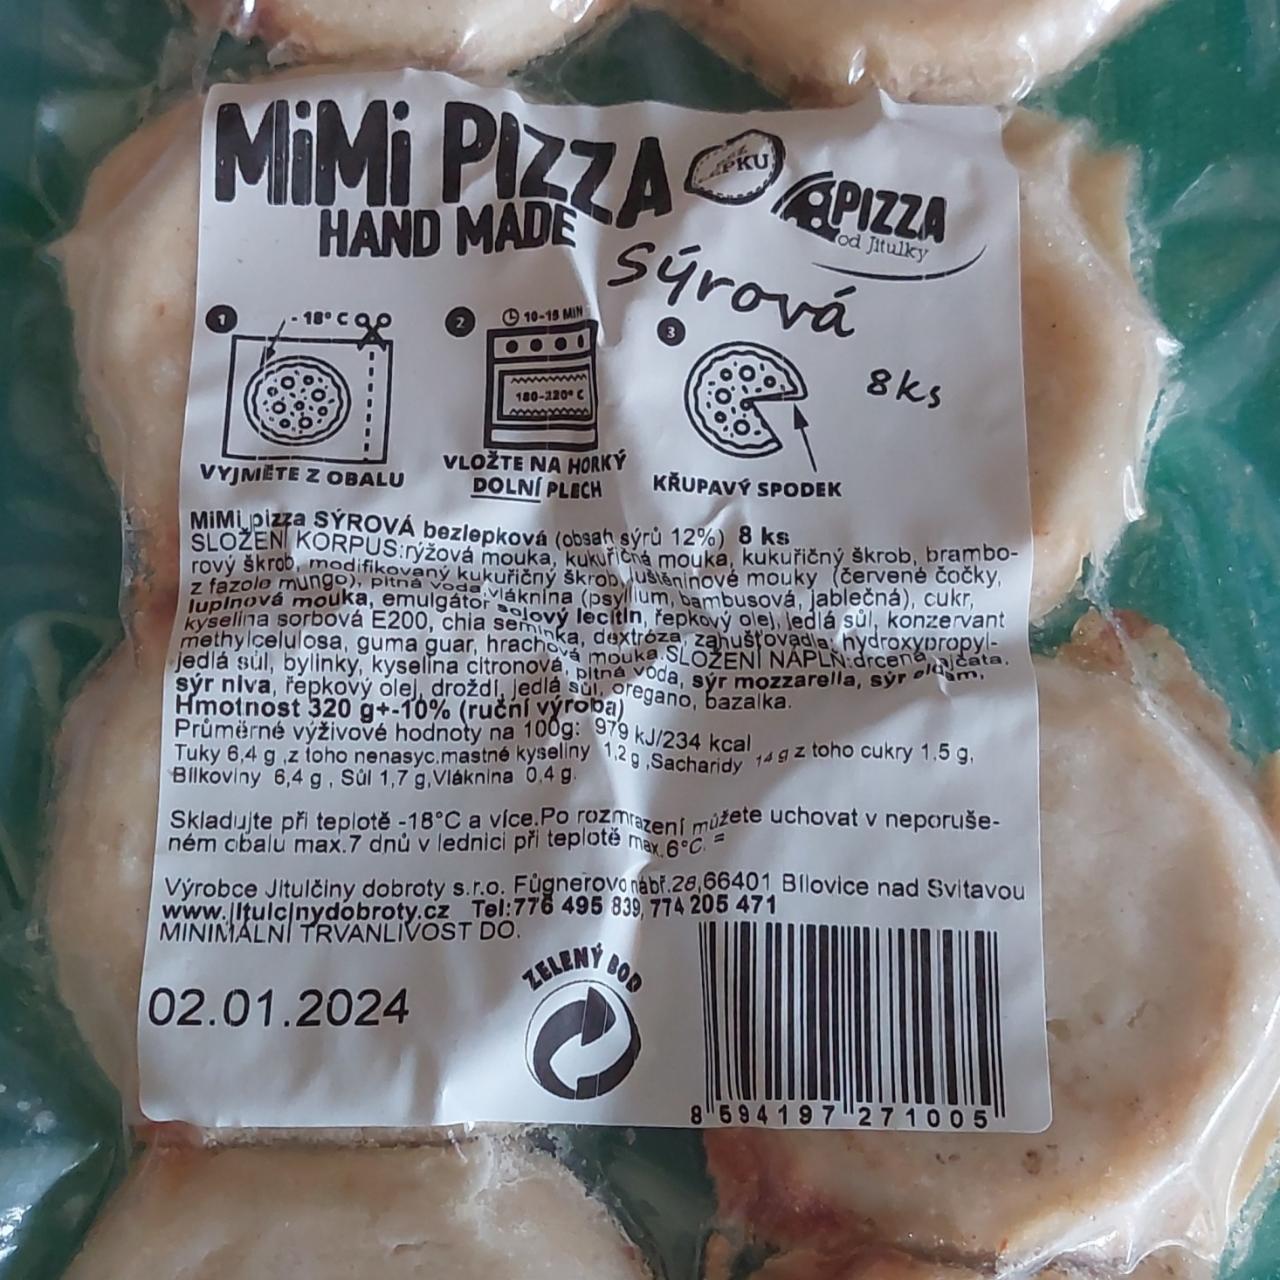 MiMi PIZZA
HAND MADE
PKU
PIZZA
od Jitulky
Sýrová
8ks
1
- 18° C
2
10-15 MIN
180-220° C
3
VYJMĚTE Z OBALU
VLOŽTE NA HORKÝ
DOLNÍ PLECH
KŘUPAVÝ SPODEK
MiMi pizza SÝROVÁ bezlepková (obsah sýrů 12%) 8 ks
SLOŽENÍ KORPUS:rýžová mouka, kukuřičná mouka, kukuřičný škrob, brambo-
rový škrob, modifikovaný kukuřičný škrob, luštěninové mouky (červené čočky,
z fazole mungo), pitná voda, vláknina (psyllium, bambusová, jablečná), cukr,
lupinová mouka, emulgátor solový lecitin, řepkový olej, jedlá sůl, konzervant
kyselina sorbová E200, chia semínka, dextróza, zahušťovadla: hydroxypropyl-
methylcelulosa, guma guar, hrachová mouka.SLOŽENÍ NÁPLŇ:drcená rajčata,
jedlá sůl, bylinky, kyselina citronová, pitná voda, sýr mozzarella, sýr eidam,
sýr niva, řepkový olej, droždí, jedlá sůl, oregano, bazalka.
Hmotnost 320 g+-10% (ruční výroba)
Průměrné výživové hodnoty na 100g: 979 kJ/234 kcal
Tuky 6,4 g ,z toho nenasyc.mastné kyseliny 1,2 g ,Sacharidy 14 g z toho cukry 1,5 g,
Bílkoviny 6,4 g , Sůl 1,7 g,Vláknina 0,4 g.
Skladujte při teplotě -18°C a více.Po rozmrazení můžete uchovat v neporuše-
ném obalu max.7 dnů v lednici při teplotě max.6°C. =
Výrobce Jitulčiny dobroty s.r.o. Fűgnerovo nábř.28,66401 Bílovice nad Svitavou
www.jitulcinydobroty.cz Tel:776 495 839, 774 205 471
MINIMÁLNÍ TRVANLIVOST DO.
ZELENÝ BOD
02.01.2024
8 594197 271005